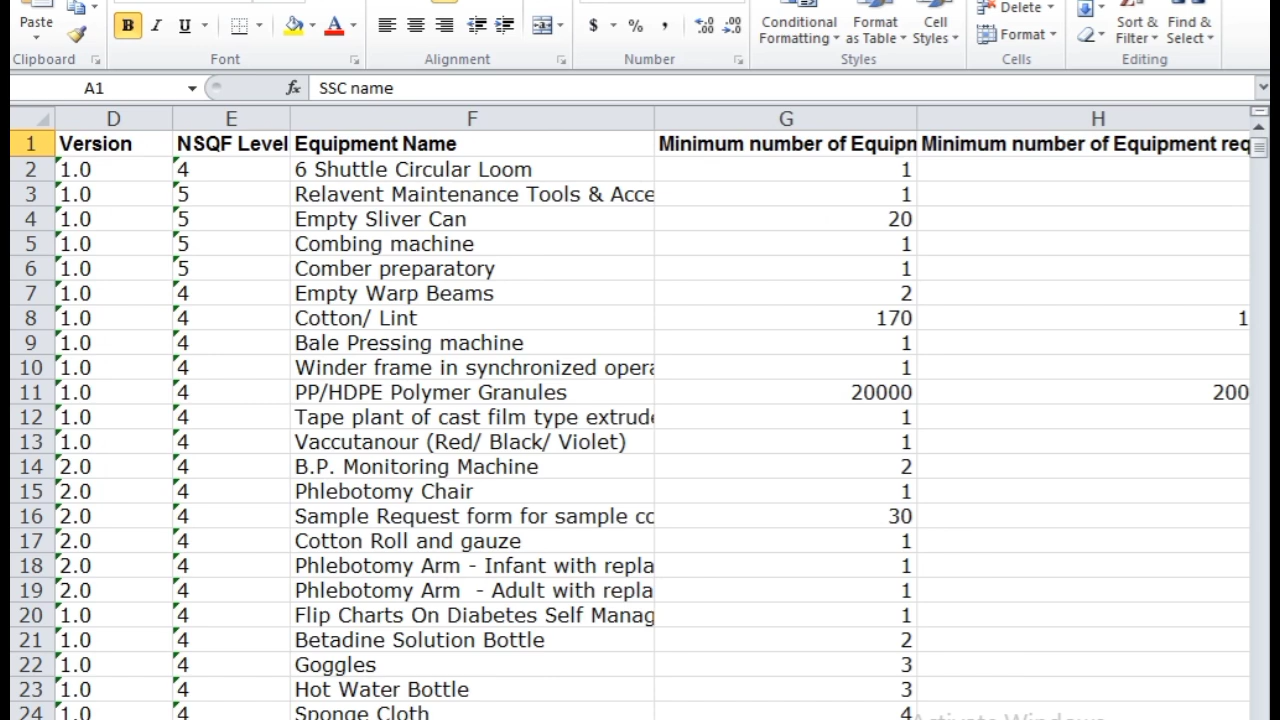 Paste
B I U $ % ,
Conditional Formatting Format as Table Cell Styles
Delete
Format
Sort & Filter Find & Select
Clipboard Font Alignment Number Styles Cells Editing
A1 fx SSC name
D E F G H
1 Version NSQF Level Equipment Name Minimum number of Equipn Minimum number of Equipment req
2 1.0 4 6 Shuttle Circular Loom 1
3 1.0 5 Relavent Maintenance Tools & Acce 1
4 1.0 5 Empty Sliver Can 20
5 1.0 5 Combing machine 1
6 1.0 5 Comber preparatory 1
7 1.0 4 Empty Warp Beams 2
8 1.0 4 Cotton/ Lint 170 1
9 1.0 4 Bale Pressing machine 1
10 1.0 4 Winder frame in synchronized opera 1
11 1.0 4 PP/HDPE Polymer Granules 20000 200
12 1.0 4 Tape plant of cast film type extrude 1
13 1.0 4 Vaccutanour (Red/ Black/ Violet) 1
14 2.0 4 B.P. Monitoring Machine 2
15 2.0 4 Phlebotomy Chair 1
16 2.0 4 Sample Request form for sample co 30
17 2.0 4 Cotton Roll and gauze 1
18 2.0 4 Phlebotomy Arm - Infant with repla 1
19 2.0 4 Phlebotomy Arm - Adult with repla 1
20 1.0 4 Flip Charts On Diabetes Self Manag 1
21 1.0 4 Betadine Solution Bottle 2
22 1.0 4 Goggles 3
23 1.0 4 Hot Water Bottle 3
24 1.0 4 Sponge Cloth 4
Activate Windows